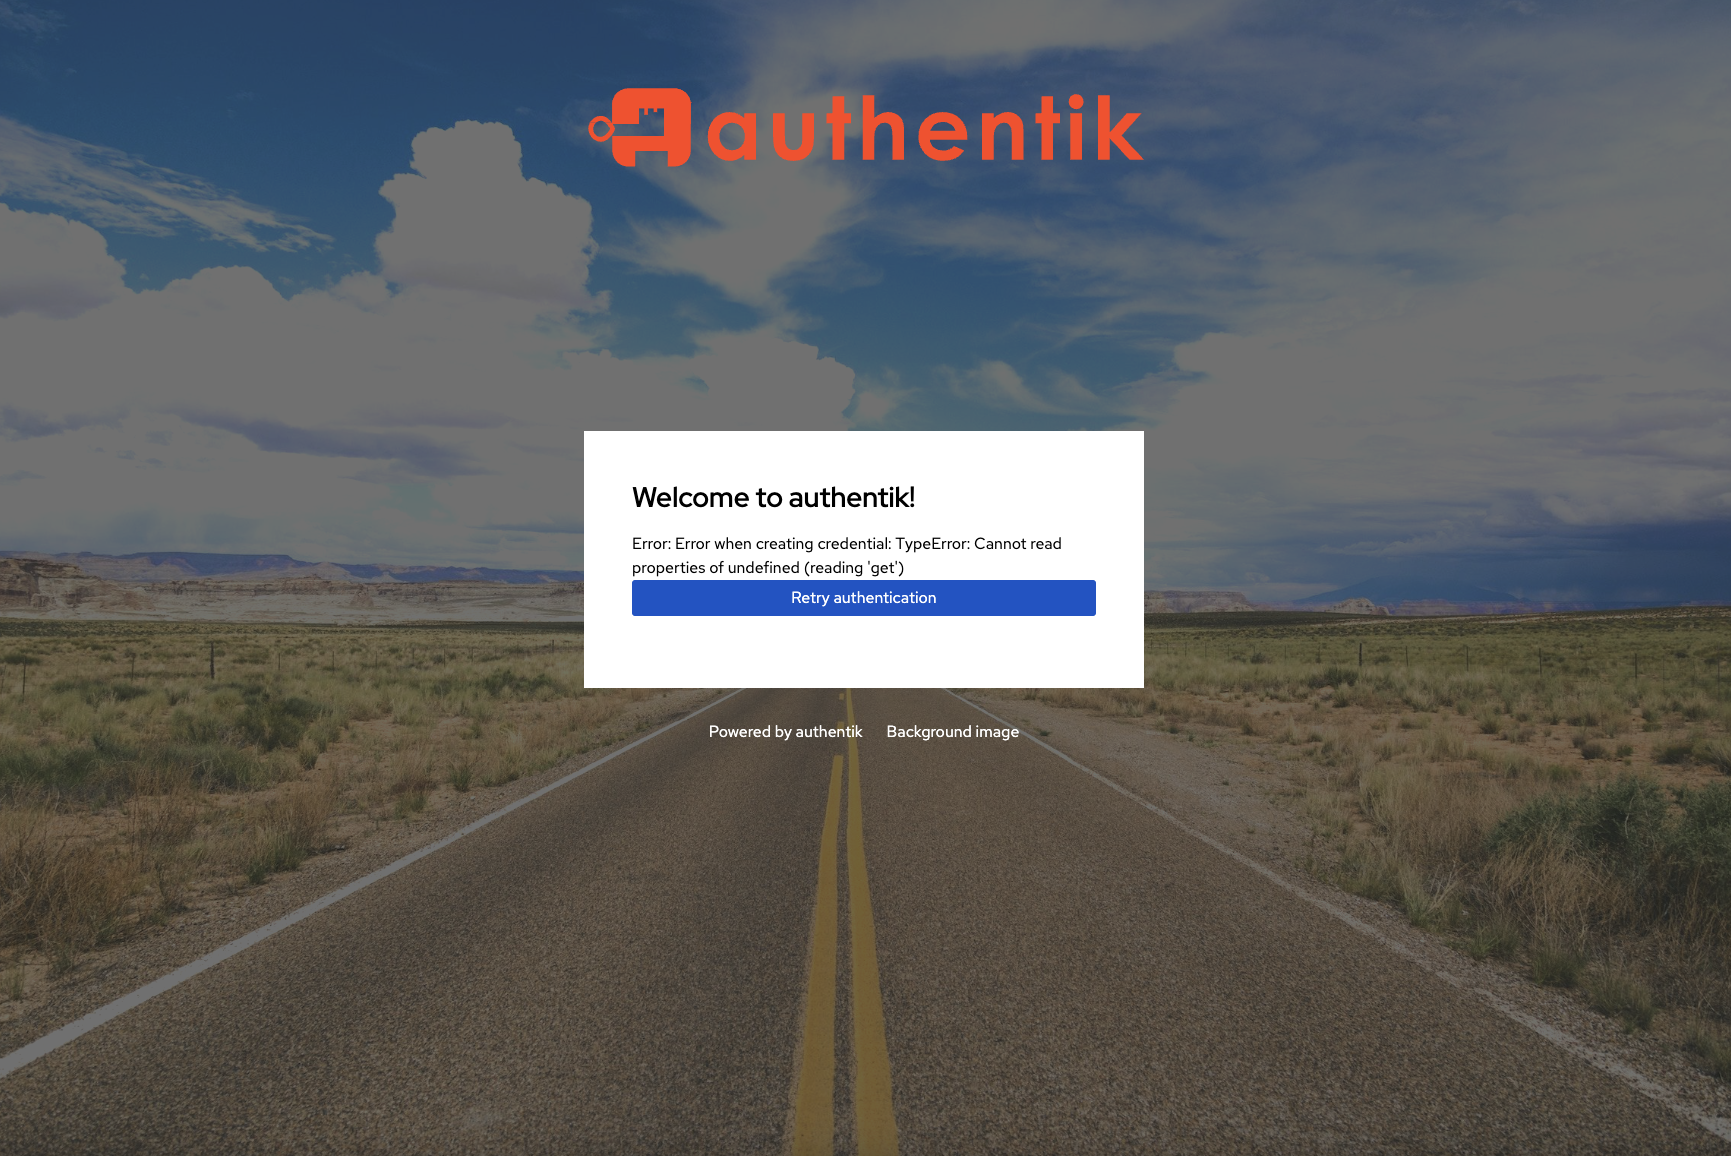 authentik
Welcome to authentik!
Error: Error when creating credential: TypeError: Cannot read
properties of undefined (reading 'get')
Retry authentication
Powered by authentik Background image